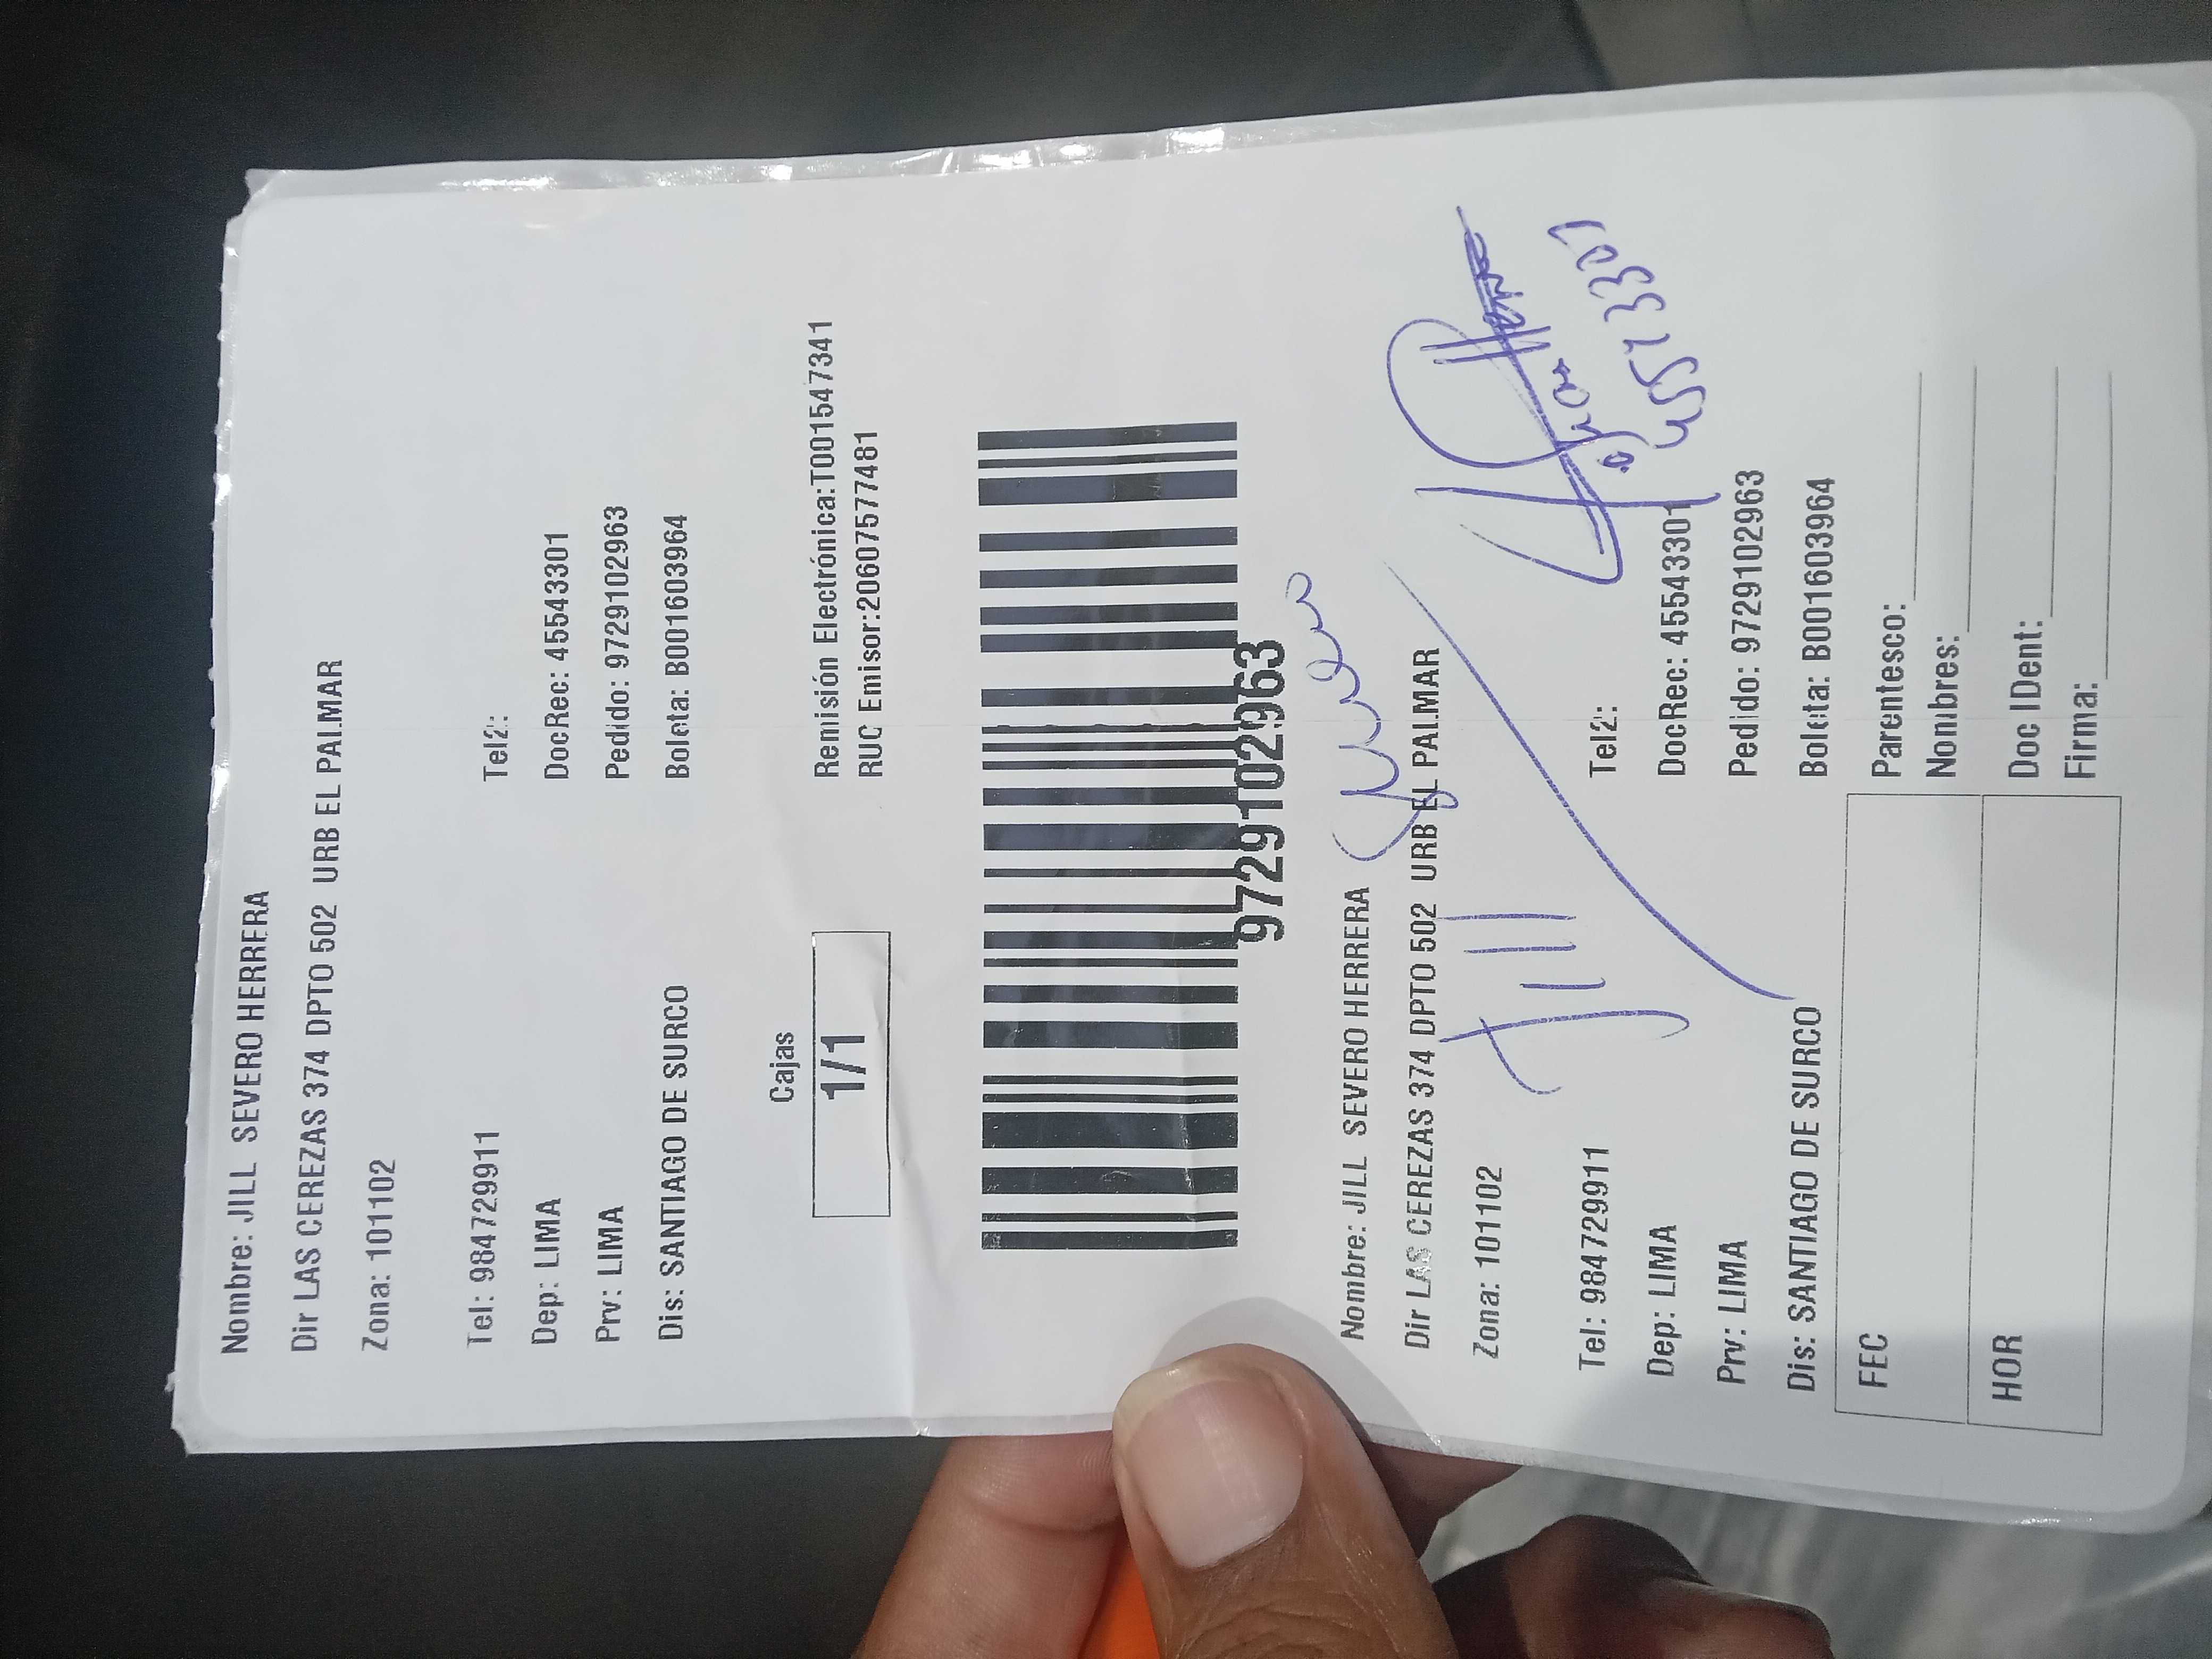 Nombre: JILL SEVERO HERRERA
Dir LAS CEREZAS 374 DPTO 502 URB EL PALMAR
Zona: 101102
Tel: 984729911 Tel2:
Dep: LIMA DocRec: 45543301
Prv: LIMA Pedido: 97291102963
Dis: SANTIAGO DE SURCO Boleta: B001603964
Cajas
1/1
Remisión Electrónica:T001547341
RUC Emisor:20607577481
97291102963
Nombre: JILL SEVERO HERRERA
Dir LAS CEREZAS 374 DPTO 502 URB EL PALMAR
Zona: 101102
Jill
Tel: 984729911 Tel2:
Dep: LIMA DocRec: 45543301
Prv: LIMA Pedido: 97291102963
Dis: SANTIAGO DE SURCO Boleta: B001603964
FEC
HOR
Parentesco:
Nombres:
Doc IDent:
Firma: